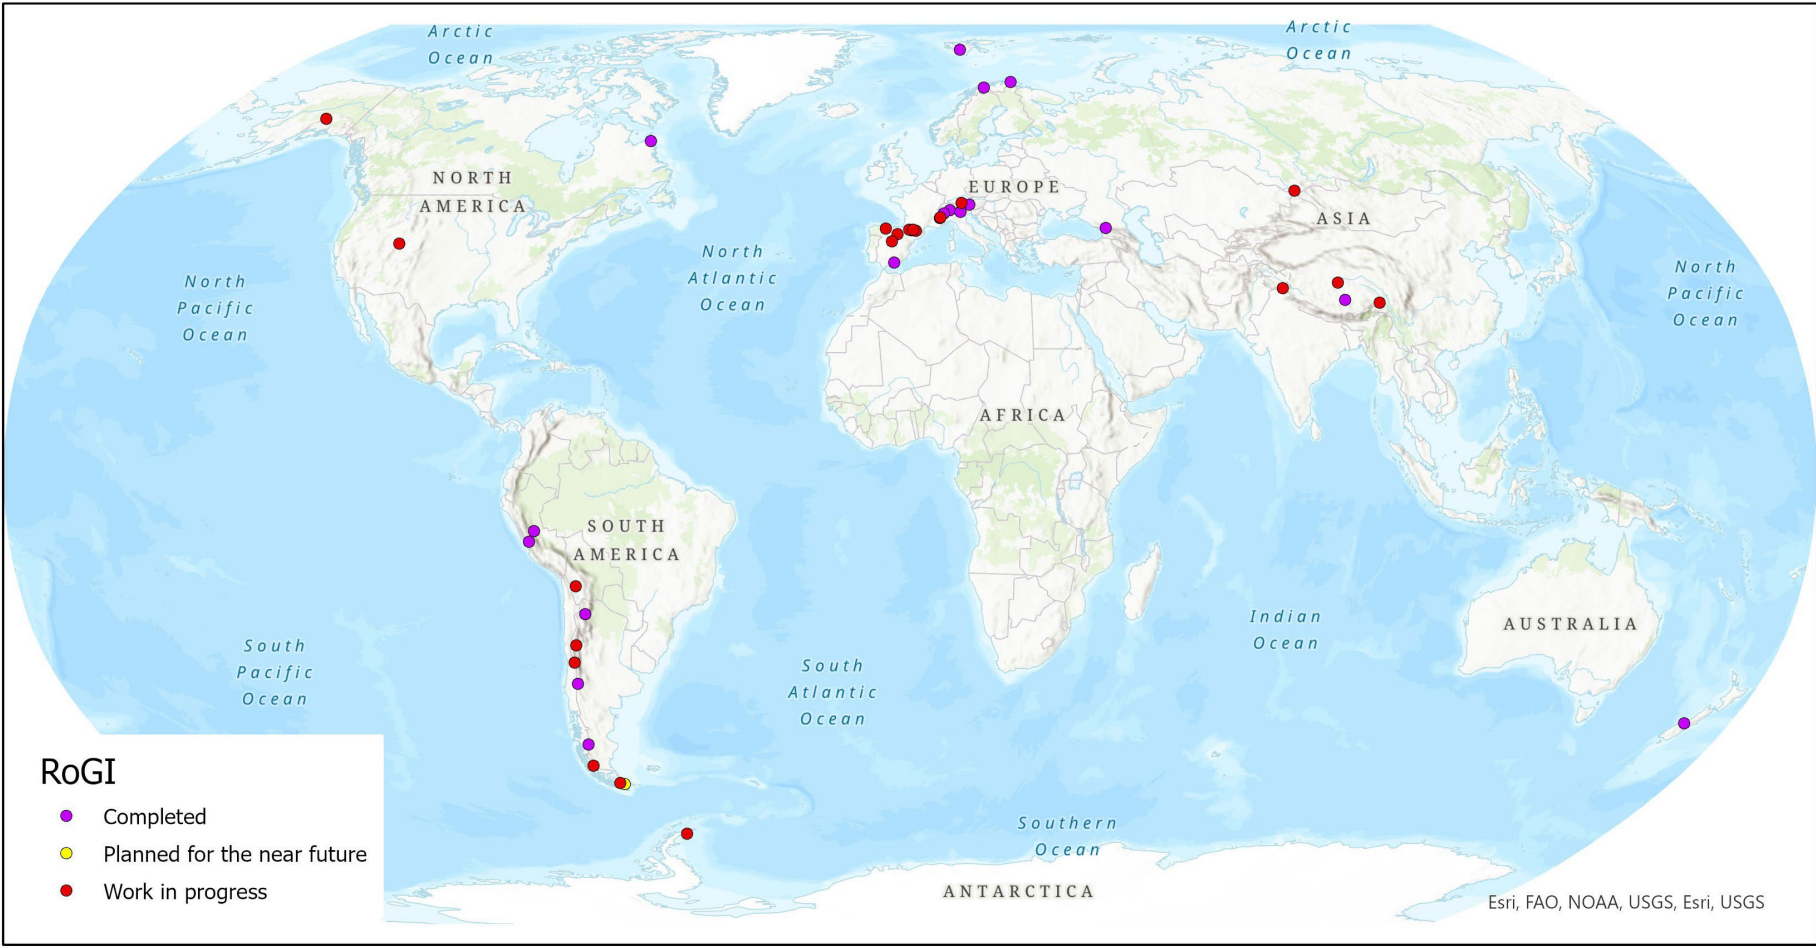 Arctic
Ocean
Arctic
Ocean
NORTH
AMERICA
EUROPE
ASIA
North
Atlantic
Ocean
North
Pacific
Ocean
North
Pacific
Ocean
AFRICA
SOUTH
AMERICA
Indian
Ocean
AUSTRALIA
South
Pacific
Ocean
South
Atlantic
Ocean
RoGI
Completed
Planned for the near future
Work in progress
Southern
Ocean
ANTARCTICA
Esri, FAO, NOAA, USGS, Esri, USGS